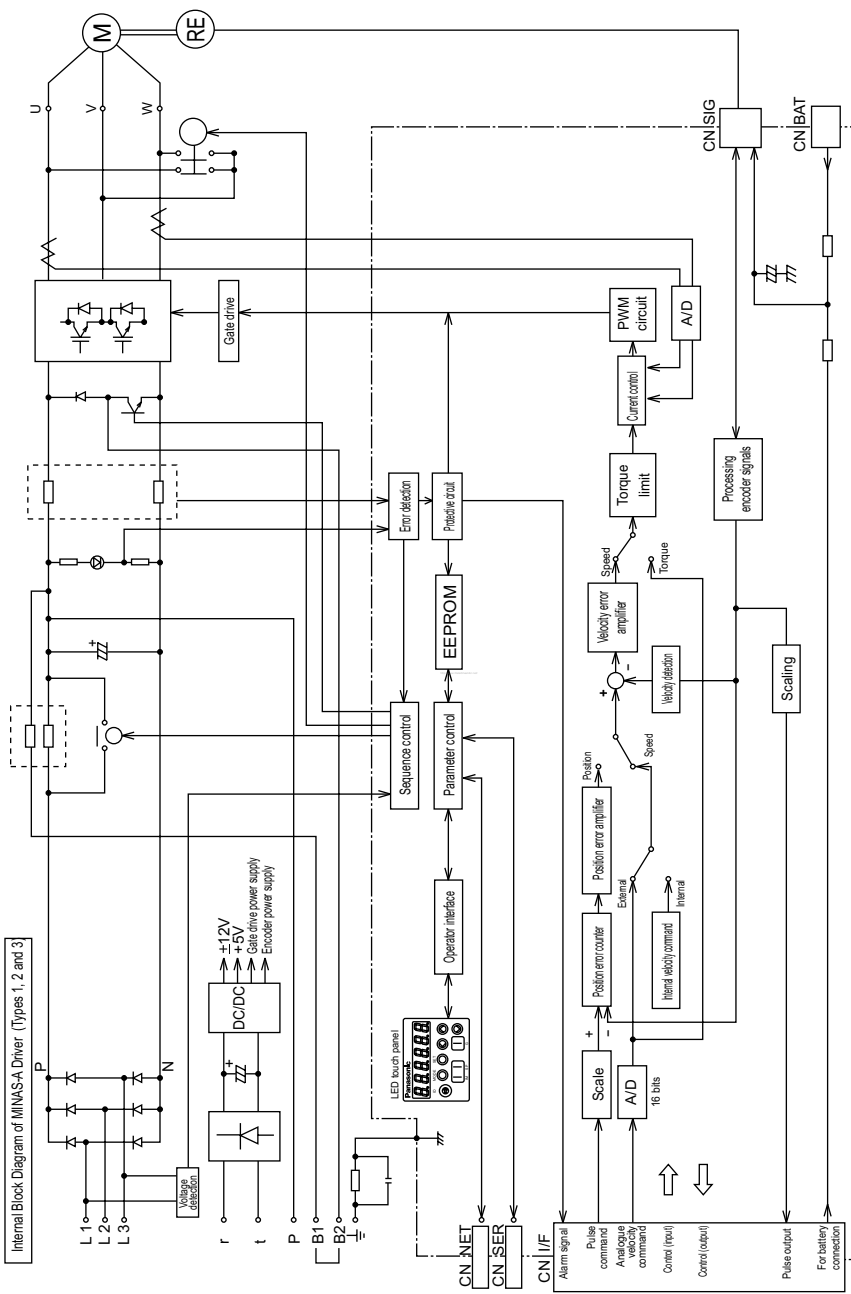 Internal Block Diagram of MINAS-A Driver (Types 1, 2 and 3)
L1
L2
L3
P
N
Voltage
detection
r
t
P
B1
B2
+
DC/DC
±12V
+5V
Gate drive power supply
Encoder power supply
+
U
V
W
M
RE
Gate drive
Sequence control
Error detection
LED touch panel
Panasonic
Operator interface
Parameter control
EEPROM
Protective circuit
CN NET
CN SER
CN I/F
CN SIG
CN BAT
Alarm signal
Pulse
command
Analogue
velocity
command
Control (input)
Control (output)
Pulse output
For battery
connection
Scale
+
-
Position error counter
Position error amplifier
Position
A/D
16 bits
External
Internal
Internal velocity command
Speed
+
-
Velocity error
amplifier
Velocity detection
Speed
Torque
Torque
limit
Current control
PWM
circuit
A/D
Scaling
Processing
encoder signals